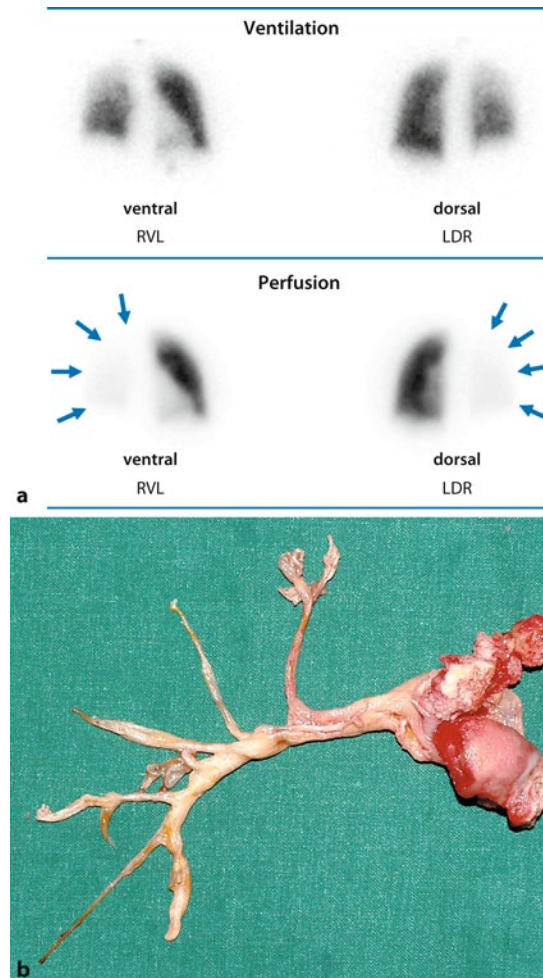 Ventilation
ventral dorsal
RVL LDR
Perfusion
ventral dorsal
RVL LDR
a
b